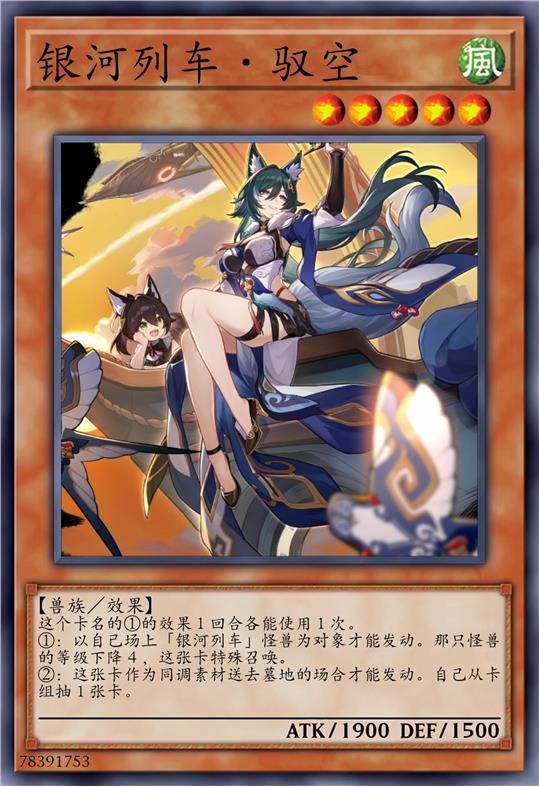 银河列车·驭空
風
【兽族／效果】
这个卡名的①的效果1回合各能使用1次。
①：以自己场上「银河列车」怪兽为对象才能发动。那只怪兽
的等级下降4，这张卡特殊召唤。
②：这张卡作为同调素材送去墓地的场合才能发动。自己从卡
组抽1张卡。
ATK/1900 DEF/1500
78391753